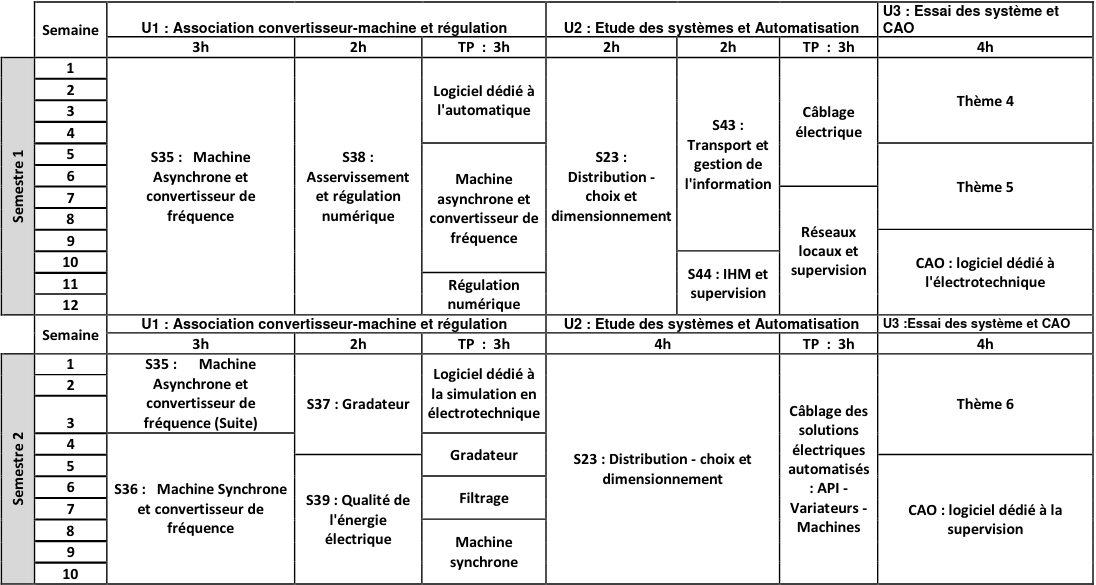 Semaine
U1 : Association convertisseur-machine et régulation
U2 : Etude des systèmes et Automatisation
U3 : Essai des système et
CAO
3h
2h
TP : 3h
2h
2h
TP : 3h
4h
Semestre 1
1
2
3
4
5
6
7
8
9
10
11
12
S35 : Machine
Asynchrone et
convertisseur de
fréquence
S38 :
Asservissement
et régulation
numérique
Logiciel dédié à
l'automatique
Machine
asynchrone et
convertisseur de
fréquence
Régulation
numérique
S23 :
Distribution -
choix et
dimensionnement
S43 :
Transport et
gestion de
l'information
S44 : IHM et
supervision
Câblage
électrique
Réseaux
locaux et
supervision
Thème 4
Thème 5
CAO : logiciel dédié à
l'électrotechnique
Semaine
U1 : Association convertisseur-machine et régulation
U2 : Etude des systèmes et Automatisation
U3 :Essai des système et CAO
3h
2h
TP : 3h
4h
TP : 3h
4h
Semestre 2
1
2
3
4
5
6
7
8
9
10
S35 : Machine
Asynchrone et
convertisseur de
fréquence (Suite)
S36 : Machine Synchrone
et convertisseur de
fréquence
S37 : Gradateur
S39 : Qualité de
l'énergie
électrique
Logiciel dédié à
la simulation en
électrotechnique
Gradateur
Filtrage
Machine
synchrone
S23 : Distribution - choix et
dimensionnement
Câblage des
solutions
électriques
automatisés
: API -
Variateurs -
Machines
Thème 6
CAO : logiciel dédié à la
supervision